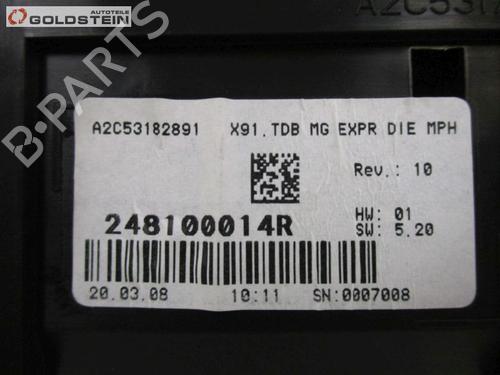 Autoteile
GOLDSTEIN
A2C5318
A2C53182891 X91.TDB MG EXPR DIE MPH
Rev.: 10
248100014R
HW: 01
SW: 5.20
20.03.08 10:11 SN:0007008
B-PARTS